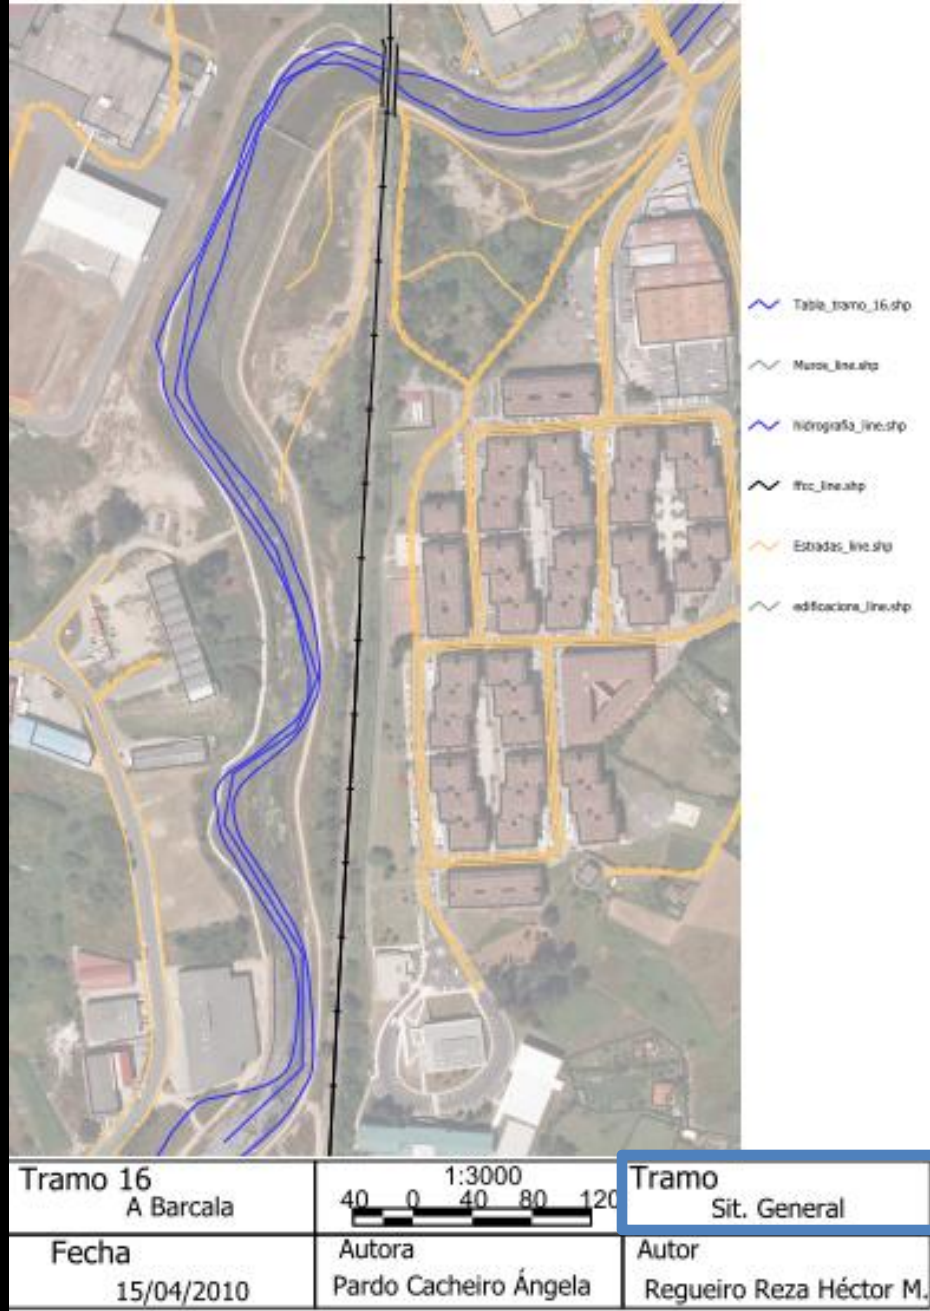 Tabla_tramo_16.shp
Muros_line.shp
hidrografia_line.shp
ffcc_line.shp
Estradas_line.shp
edificacions_line.shp
Tramo 16
A Barcala
1:3000
40 0 40 80 120
Tramo
Sit. General
Fecha
15/04/2010
Autora
Pardo Cacheiro Ángela
Autor
Regueiro Reza Héctor M.